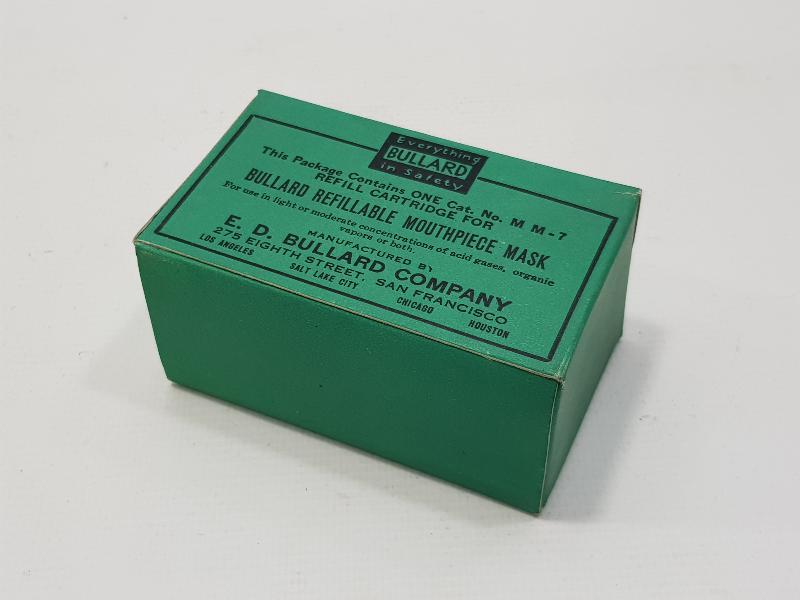 Everything
BULLARD
in Safety
This Package Contains ONE Cat. No. M M-7
REFILL CARTRIDGE FOR
BULLARD REFILLABLE MOUTHPIECE MASK
For use in light or moderate concentrations of acid gases, organic
vapors or both.
MANUFACTURED BY
E. D. BULLARD COMPANY
275 EIGHTH STREET, SAN FRANCISCO
LOS ANGELES SALT LAKE CITY CHICAGO HOUSTON